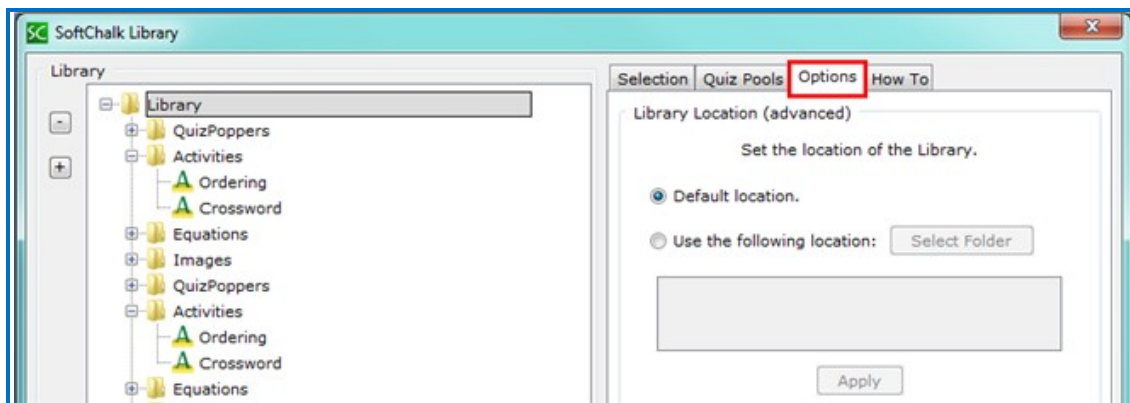 SC SoftChalk Library
x
Library
-
+
Library
QuizPoppers
Activities
A Ordering
A Crossword
Equations
Images
QuizPoppers
Activities
A Ordering
A Crossword
Equations
Selection Quiz Pools Options How To
Library Location (advanced)
Set the location of the Library.
Default location.
Use the following location: Select Folder
Apply